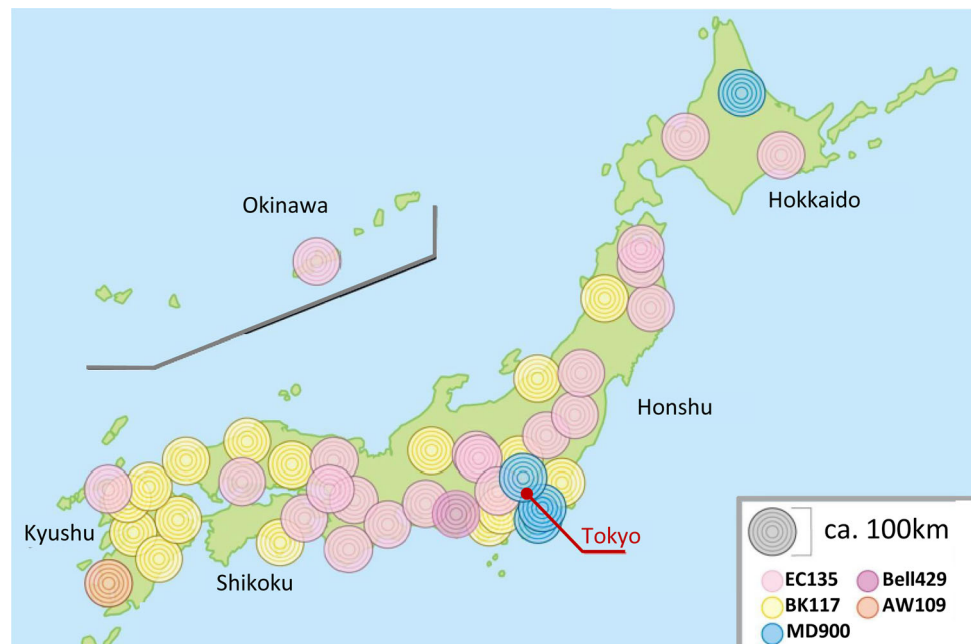 Okinawa
Hokkaido
Honshu
Kyushu
Tokyo
Shikoku
ca. 100km
EC135 Bell429
BK117 AW109
MD900